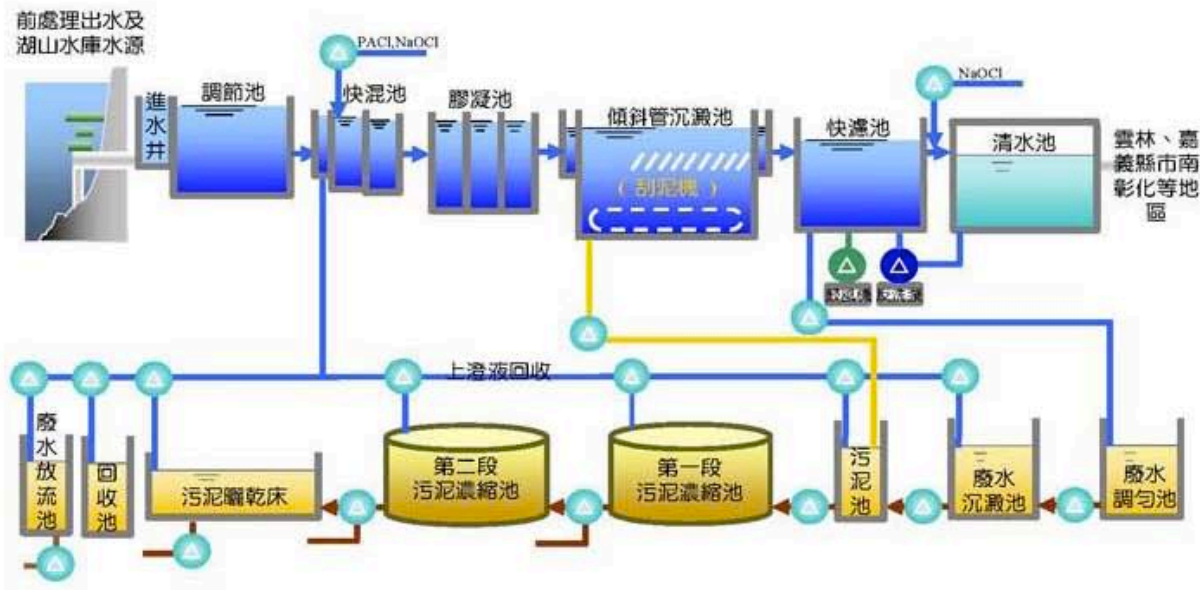 前處理出水及
湖山水庫水源
PACl,NaOCl
NaOCl
進
水
井
調節池
快混池
膠凝池
傾斜管沉澱池
(刮泥機)
快濾池
清水池
雲林、嘉
義縣市南
彰化等地
區
上澄液回收
廢
水
放
流
池
回
收
池
污泥曬乾床
第二段
污泥濃縮池
第一段
污泥濃縮池
污
泥
池
廢水
沉澱池
廢水
調勻池